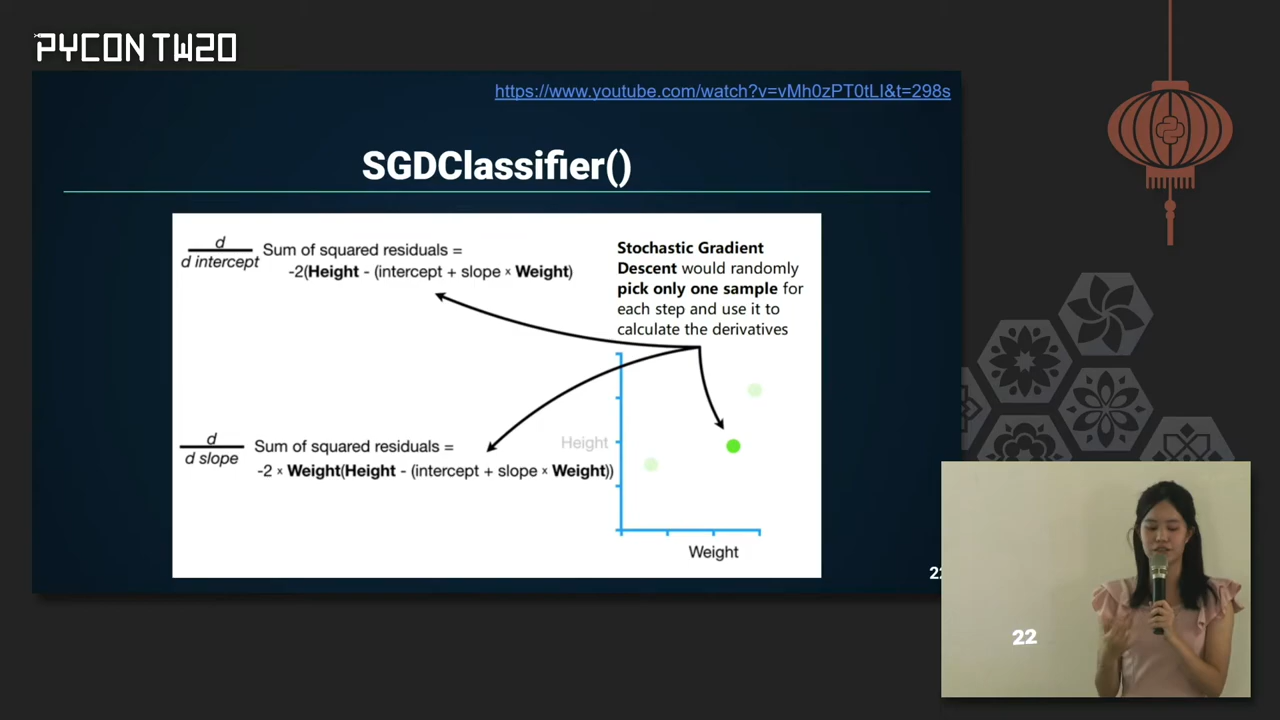 PYCON TW20
https://www.youtube.com/watch?v=vMh0zPT0tLI&t=298s
SGDClassifier()
d
d intercept
Sum of squared residuals =
-2(Height - (intercept + slope × Weight)
Stochastic Gradient
Descent would randomly
pick only one sample for
each step and use it to
calculate the derivatives
d
d slope
Sum of squared residuals =
-2 × Weight(Height - (intercept + slope × Weight))
Height
Weight
22